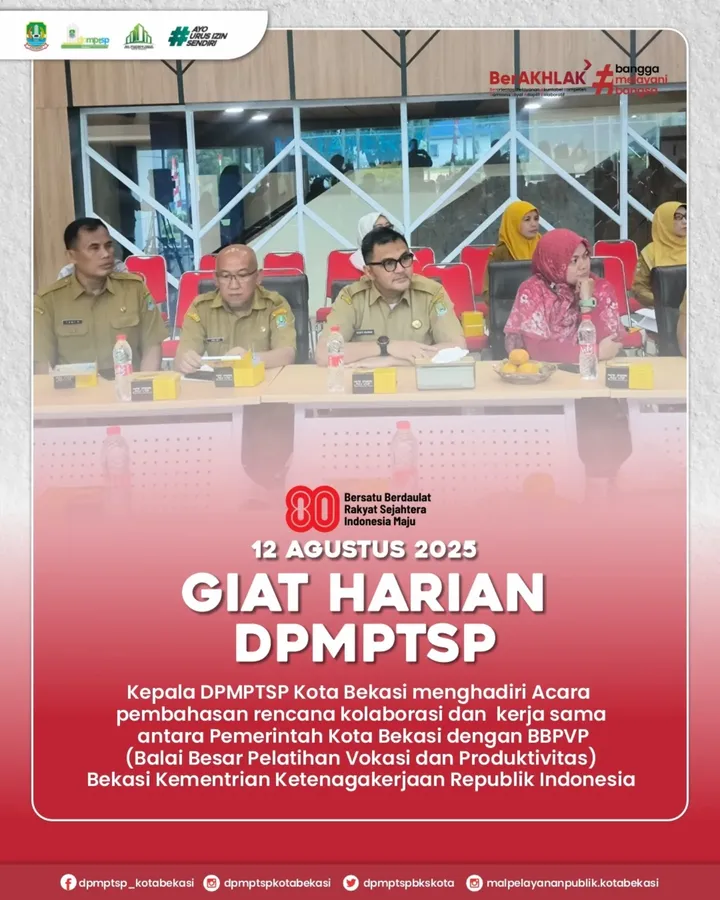 mptsp
# AYO
URUS IZIN
SENDIRI
BerAKHLAK
# bangga
melayani
bangsa
80 Bersatu Berdaulat
Rakyat Sejahtera
Indonesia Maju
12 AGUSTUS 2025
GIAT HARIAN
DPMPTSP
Kepala DPMPTSP Kota Bekasi menghadiri Acara
pembahasan rencana kolaborasi dan kerja sama
antara Pemerintah Kota Bekasi dengan BBPVP
(Balai Besar Pelatihan Vokasi dan Produktivitas)
Bekasi Kementrian Ketenagakerjaan Republik Indonesia
dpmptsp_kotabekasi
dpmptspkotabekasi
dpmptspbkskota
malpelayananpublik.kotabekasi